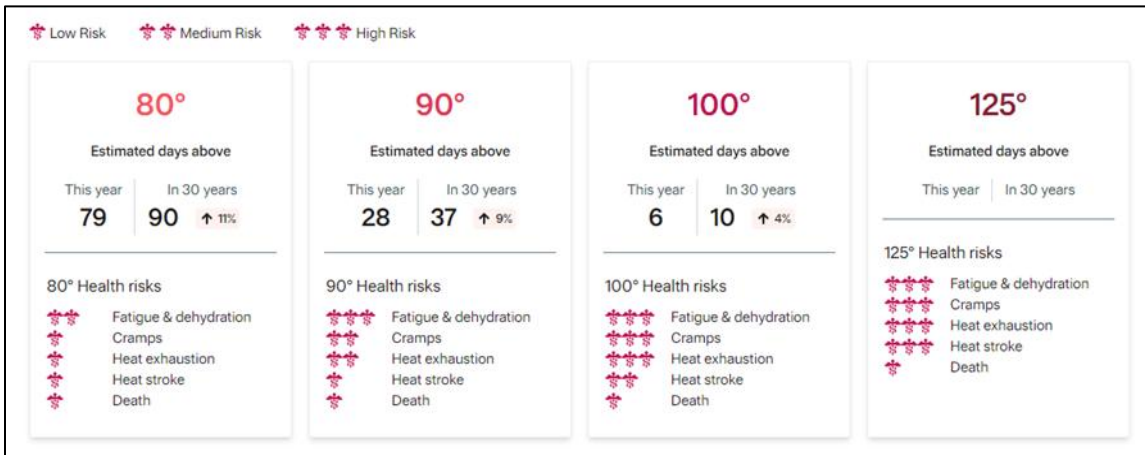 Low Risk Medium Risk High Risk
80°
Estimated days above
This year In 30 years
79 90 ↑ 11%
80° Health risks
Fatigue & dehydration
Cramps
Heat exhaustion
Heat stroke
Death
90°
Estimated days above
This year In 30 years
28 37 ↑ 9%
90° Health risks
Fatigue & dehydration
Cramps
Heat exhaustion
Heat stroke
Death
100°
Estimated days above
This year In 30 years
6 10 ↑ 4%
100° Health risks
Fatigue & dehydration
Cramps
Heat exhaustion
Heat stroke
Death
125°
Estimated days above
This year In 30 years
125° Health risks
Fatigue & dehydration
Cramps
Heat exhaustion
Heat stroke
Death